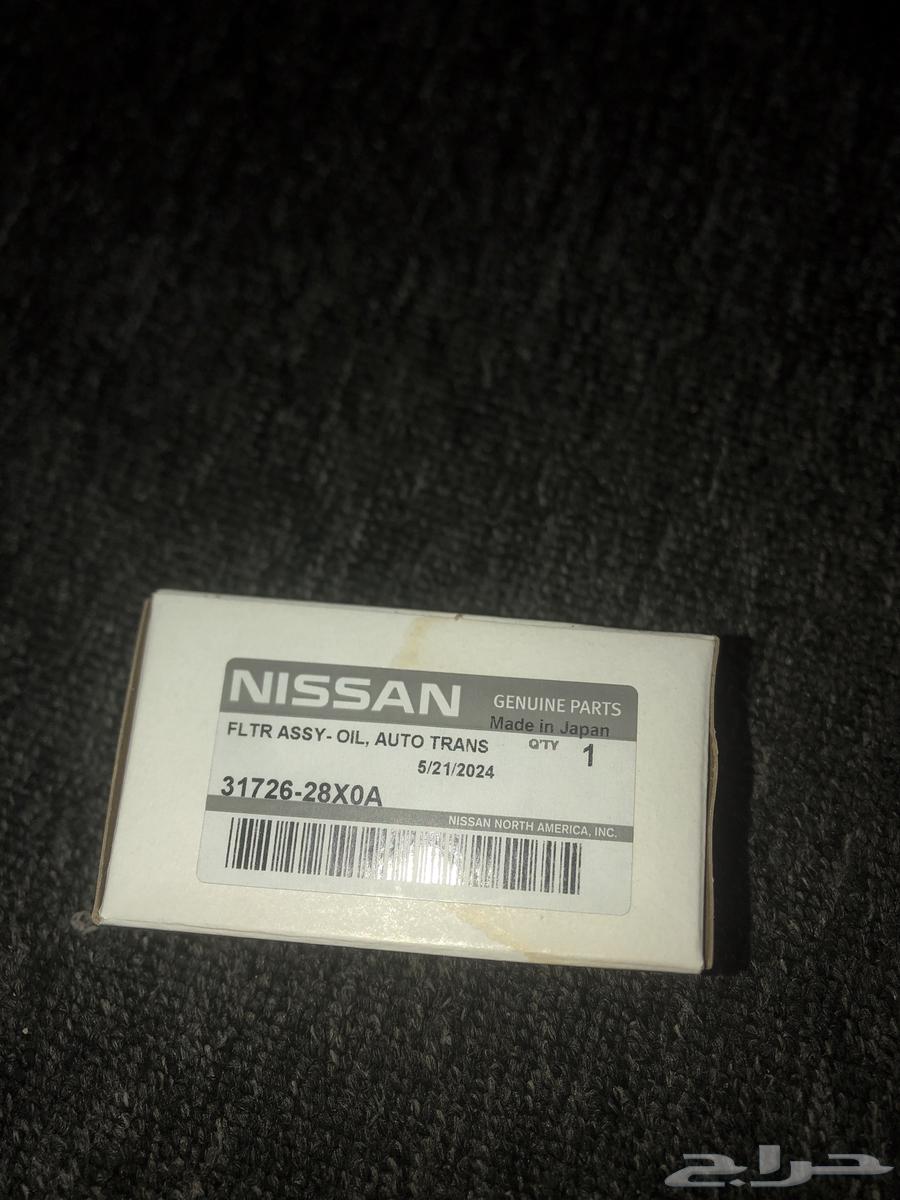 NISSAN GENUINE PARTS
Made in Japan
FLTR ASSY- OIL, AUTO TRANS
QTY 1
5/21/2024
31726-28X0A
NISSAN NORTH AMERICA, INC.
حراج